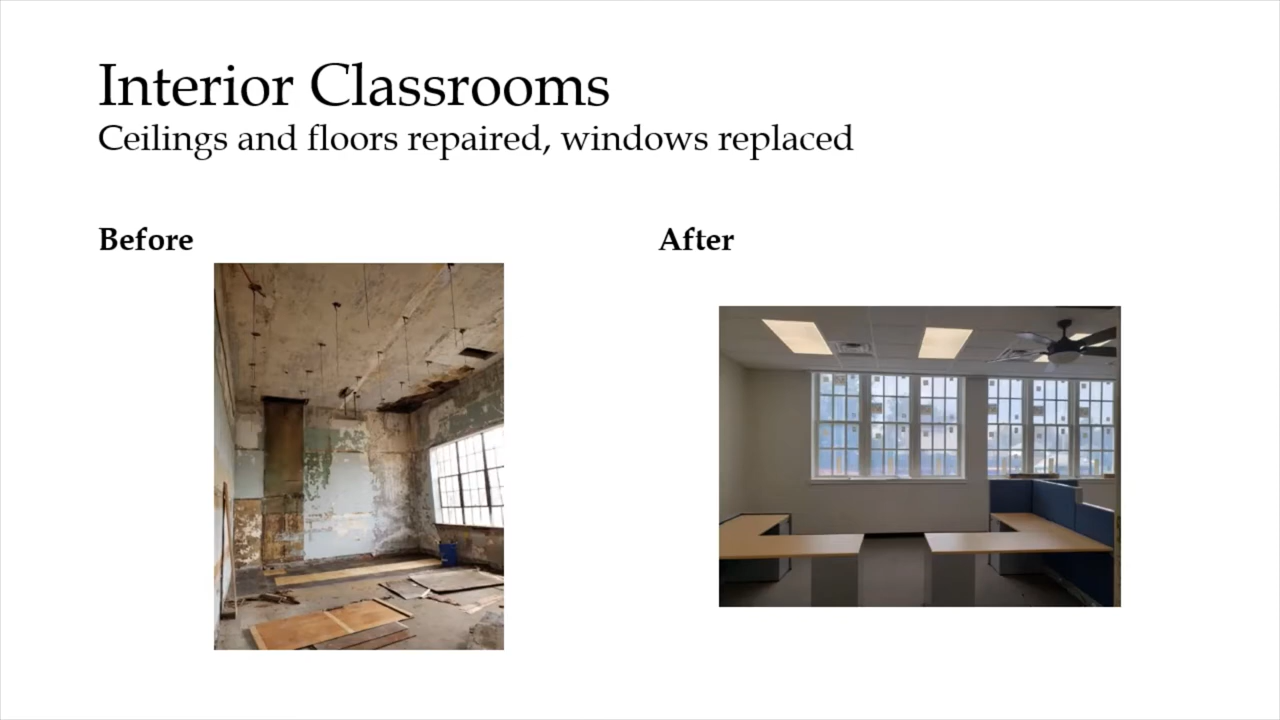 Interior Classrooms
Ceilings and floors repaired, windows replaced
Before
After